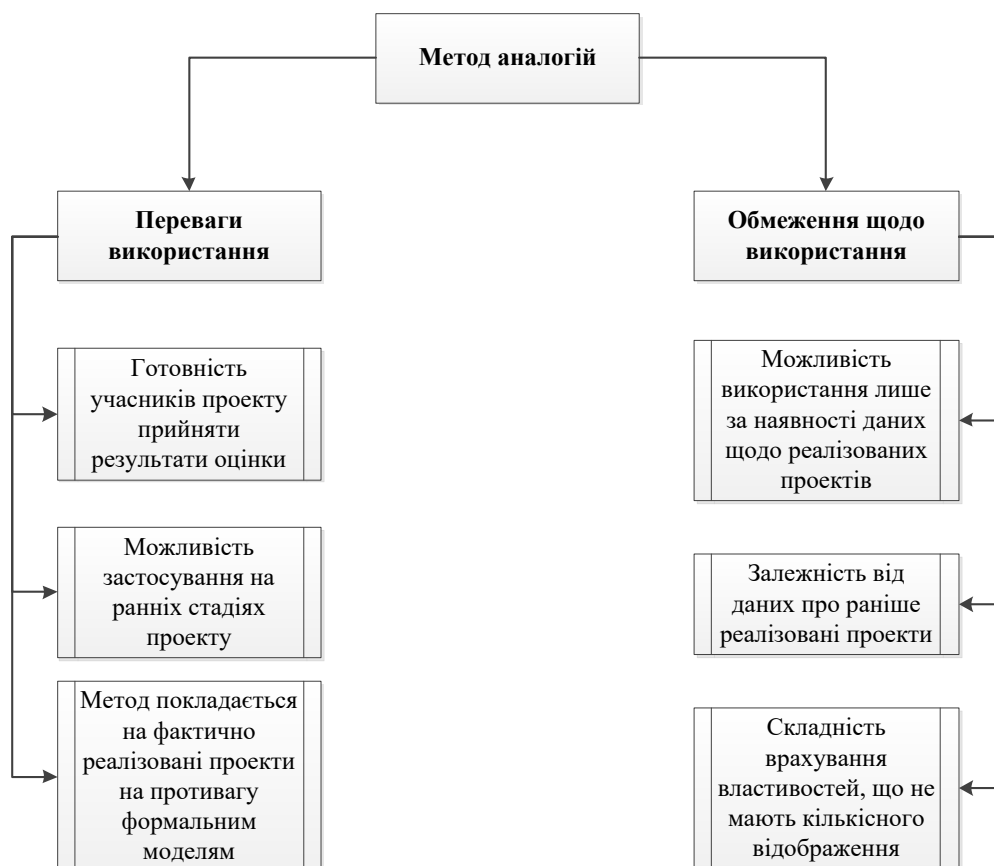 Метод аналогій
Переваги
використання
Готовність
учасників проекту
прийняти
результати оцінки
Можливість
застосування на
ранніх стадіях
проекту
Метод покладається
на фактично
реалізовані проекти
на противагу
формальним
моделям
Обмеження щодо
використання
Можливість
використання лише
за наявності даних
щодо реалізованих
проектів
Залежність від
даних про раніше
реалізовані проекти
Складність
врахування
властивостей, що не
мають кількісного
відображення